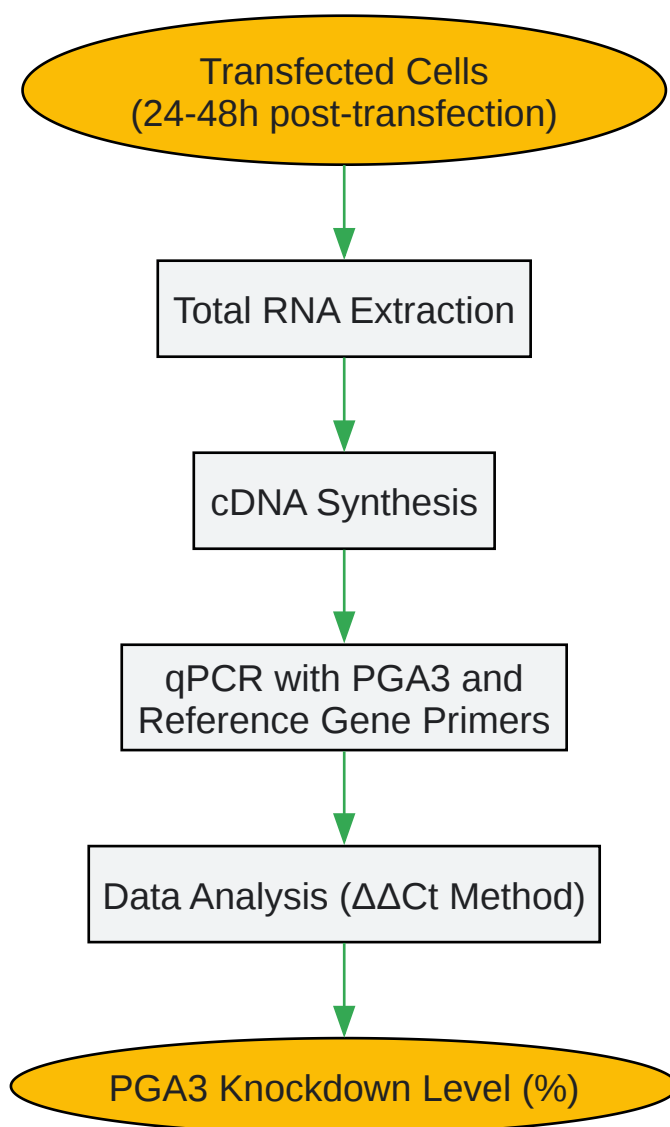 Transfected Cells
(24-48h post-transfection)
Total RNA Extraction
cDNA Synthesis
qPCR with PGA3 and
Reference Gene Primers
Data Analysis (ΔΔCt Method)
PGA3 Knockdown Level (%)